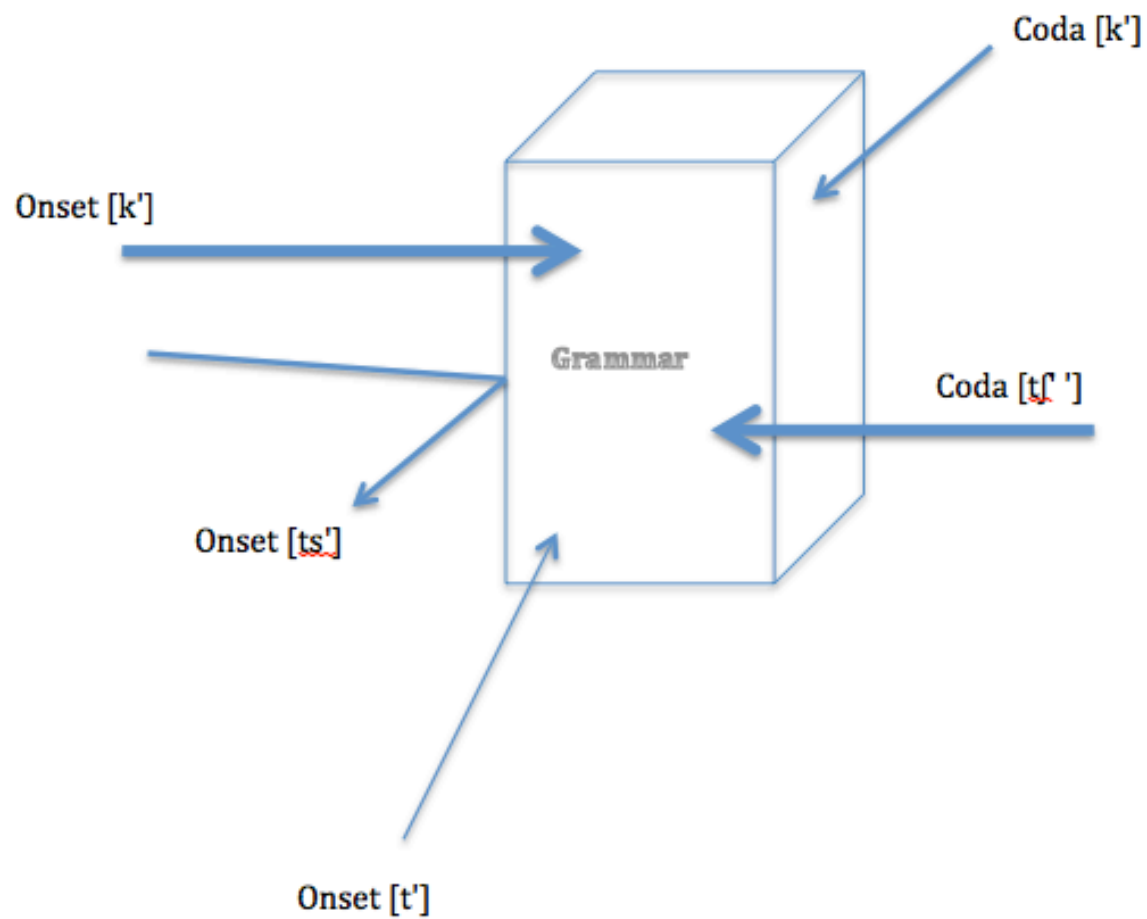 Coda [k']
Onset [k']
Grammar
Coda [tʃ' ']
Onset [ts']
Onset [t']